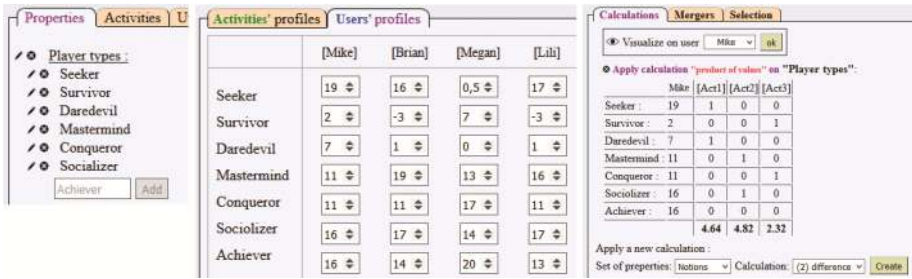 Properties Activities U
Player types :
Seeker
Survivor
Daredevil
Mastermind
Conqueror
Socializer
Achiever Add
Activities' profiles Users' profiles
[Mike] [Brian] [Megan] [Lili]
Seeker 19 16 0,5 17
Survivor 2 -3 7 -3
Daredevil 7 1 0 1
Mastermind 11 19 13 16
Conqueror 11 11 17 11
Sociolizer 16 17 14 17
Achiever 16 14 20 13
Calculations Mergers Selection
Visualize on user Mike ok
Apply calculation "product of values" on "Player types":
Mike [Act1] [Act2] [Act3]
Seeker : 19 1 0 0
Survivor : 2 0 0 1
Daredevil : 7 1 0 0
Mastermind : 11 0 1 0
Conqueror : 11 0 0 1
Sociolizer : 16 0 1 0
Achiever : 16 0 0 0
4.64 4.82 2.32
Apply a new calculation :
Set of preperties: Notions Calculation: (2) difference Create